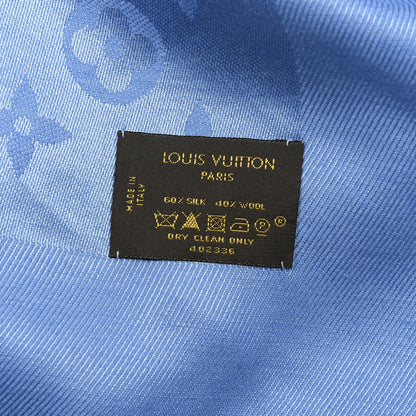 LOUIS VUITTON
PARIS
MADE IN
ITALY
60% SILK 40% WOOL
P
®
DRY CLEAN ONLY
402336